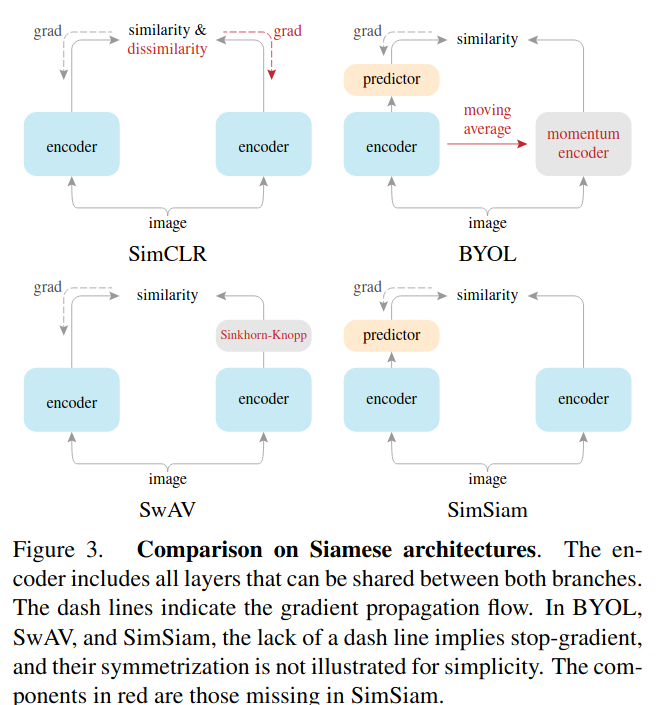 grad
similarity &
dissimilarity
grad
encoder
encoder
image
SimCLR
grad
similarity
predictor
encoder
moving
average
momentum
encoder
image
BYOL
grad
similarity
Sinkhorn-Knopp
encoder
encoder
image
SwAV
grad
similarity
predictor
encoder
encoder
image
SimSiam
Figure 3. Comparison on Siamese architectures. The en-
coder includes all layers that can be shared between both branches.
The dash lines indicate the gradient propagation flow. In BYOL,
SwAV, and SimSiam, the lack of a dash line implies stop-gradient,
and their symmetrization is not illustrated for simplicity. The com-
ponents in red are those missing in SimSiam.